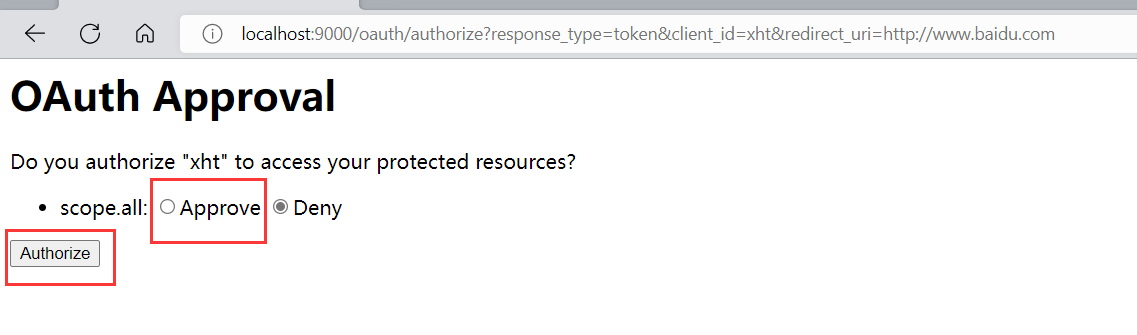 localhost:9000/oauth/authorize?response_type=token&client_id=xht&redirect_uri=http://www.baidu.com
OAuth Approval
Do you authorize "xht" to access your protected resources?
• scope.all: Approve Deny
Authorize